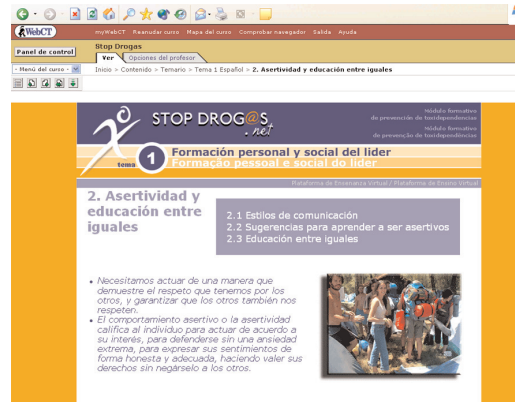 WebCT
myWebCT Reanudar curso Mapa del curso Comprobar navegador Salida Ayuda
Panel de control
Stop Drogas
Ver Opciones del profesor
- Menú del curso -
Inicio > Contenido > Temario > Tema 1 Español > 2. Asertividad y educación entre iguales
STOP DROG@S
.net
Módulo formativo
de prevención de toxidependencias
Módulo formativo
de prevenção de toxidependências
tema 1
Formación personal y social del lider
Formação pessoal e social do líder
Plataforma de Ensenanza Virtual / Plataforma de Ensino Virtual
2. Asertividad y
educación entre
iguales
2.1 Estilos de comunicación
2.2 Sugerencias para aprender a ser asertivos
2.3 Educación entre iguales
• Necesitamos actuar de una manera que
demuestre el respeto que tenemos por los
otros, y garantizar que los otros también nos
respeten.
• El comportamiento asertivo o la asertividad
califica al individuo para actuar de acuerdo a
su interés, para defenderse sin una ansiedad
extrema, para expresar sus sentimientos de
forma honesta y adecuada, haciendo valer sus
derechos sin negárselo a los otros.